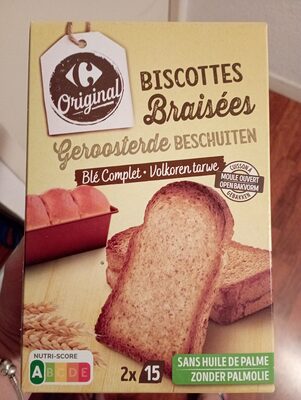 Original
BISCOTTES
Braisées
Geroosterde BESCHUITEN
Blé Complet • Volkoren tarwe
CUISSON
MOULE OUVERT
OPEN BAKVORM
GEBAKKEN
NUTRI-SCORE
A B C D E
2x 15
SANS HUILE DE PALME
ZONDER PALMOLIE